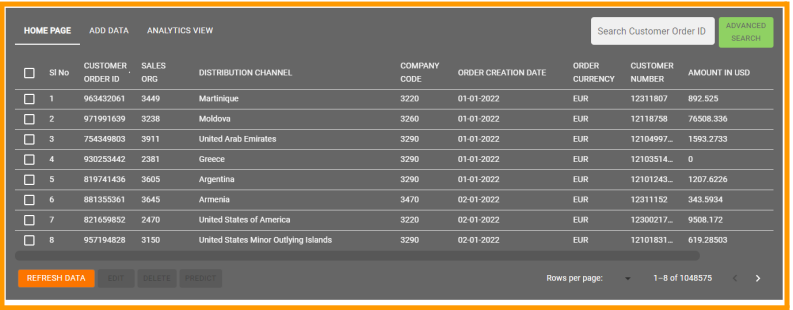 HOME PAGE ADD DATA ANALYTICS VIEW Search Customer Order ID ADVANCED SEARCH
Sl No CUSTOMER ORDER ID SALES ORG DISTRIBUTION CHANNEL COMPANY CODE ORDER CREATION DATE ORDER CURRENCY CUSTOMER NUMBER AMOUNT IN USD
1 963432061 3449 Martinique 3220 01-01-2022 EUR 12311807 892.525
2 971991639 3238 Moldova 3260 01-01-2022 EUR 12118758 76508.336
3 754349803 3911 United Arab Emirates 3290 01-01-2022 EUR 12104997... 1593.2733
4 930253442 2381 Greece 3290 01-01-2022 EUR 12103514... 0
5 819741436 3605 Argentina 3290 01-01-2022 EUR 12101243... 1207.6226
6 881355361 3645 Armenia 3470 02-01-2022 EUR 12311152 343.5934
7 821659852 2470 United States of America 3220 02-01-2022 EUR 12300217... 9508.172
8 957194828 3150 United States Minor Outlying Islands 3290 02-01-2022 EUR 12101831... 619.28503
REFRESH DATA EDIT DELETE PREDICT Rows per page: 1–8 of 1048575